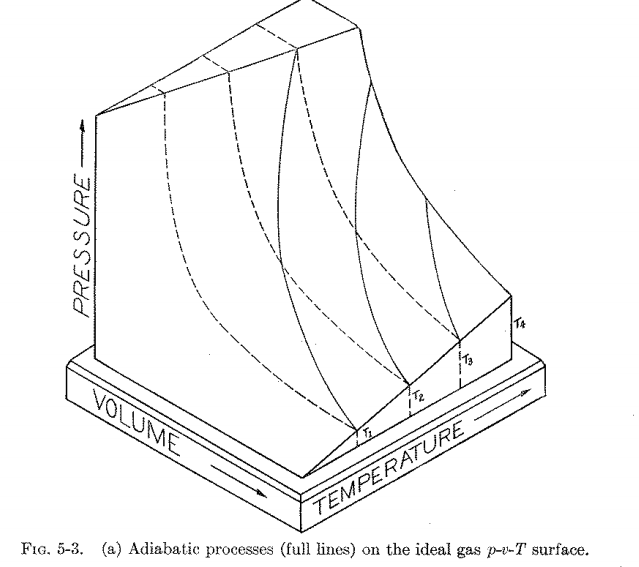 PRESSURE
T4
T3
T2
T1
VOLUME
TEMPERATURE
FIG. 5-3. (a) Adiabatic processes (full lines) on the ideal gas p-v-T surface.